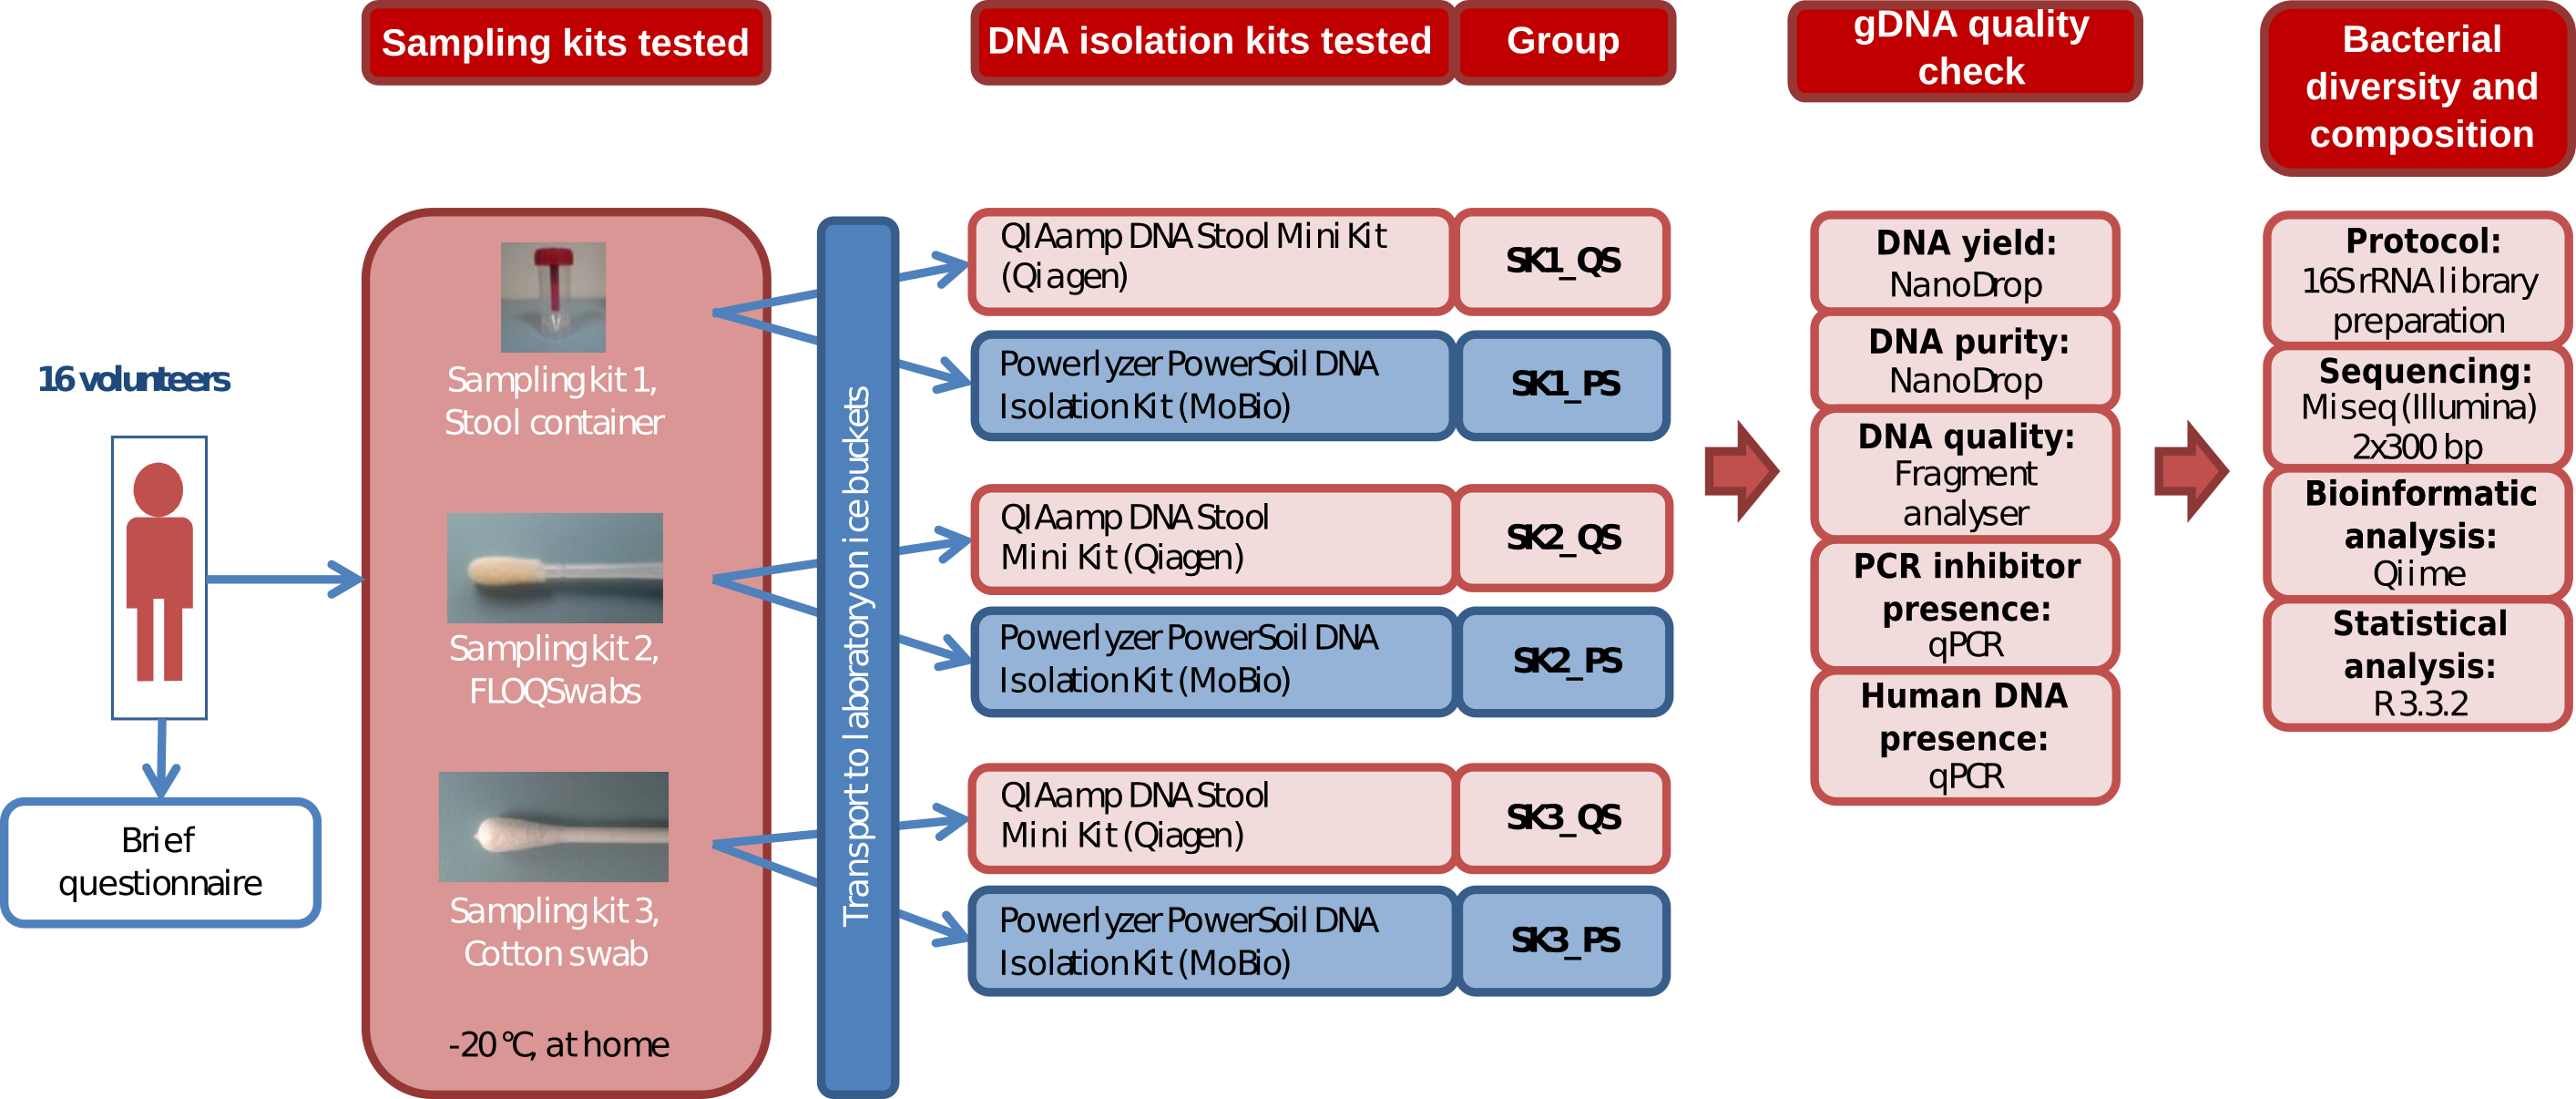 Sampling kits tested
DNA isolation kits tested
Group
gDNA quality
check
Bacterial
diversity and
composition
16 volunteers
Brief
questionnaire
Sampling kit 1,
Stool container
Sampling kit 2,
FLOQSwabs
Sampling kit 3,
Cotton swab
-20 °C, at home
Transport to laboratory on ice buckets
QIAamp DNA Stool Mini Kit
(Qiagen)
SK1_QS
Powerlyzer PowerSoil DNA
Isolation Kit (MoBio)
SK1_PS
QIAamp DNA Stool
Mini Kit (Qiagen)
SK2_QS
Powerlyzer PowerSoil DNA
Isolation Kit (MoBio)
SK2_PS
QIAamp DNA Stool
Mini Kit (Qiagen)
SK3_QS
Powerlyzer PowerSoil DNA
Isolation Kit (MoBio)
SK3_PS
DNA yield:
NanoDrop
DNA purity:
NanoDrop
DNA quality:
Fragment
analyser
PCR inhibitor
presence:
qPCR
Human DNA
presence:
qPCR
Protocol:
16S rRNA library
preparation
Sequencing:
Miseq (Illumina)
2x300 bp
Bioinformatic
analysis:
Qiime
Statistical
analysis:
R 3.3.2